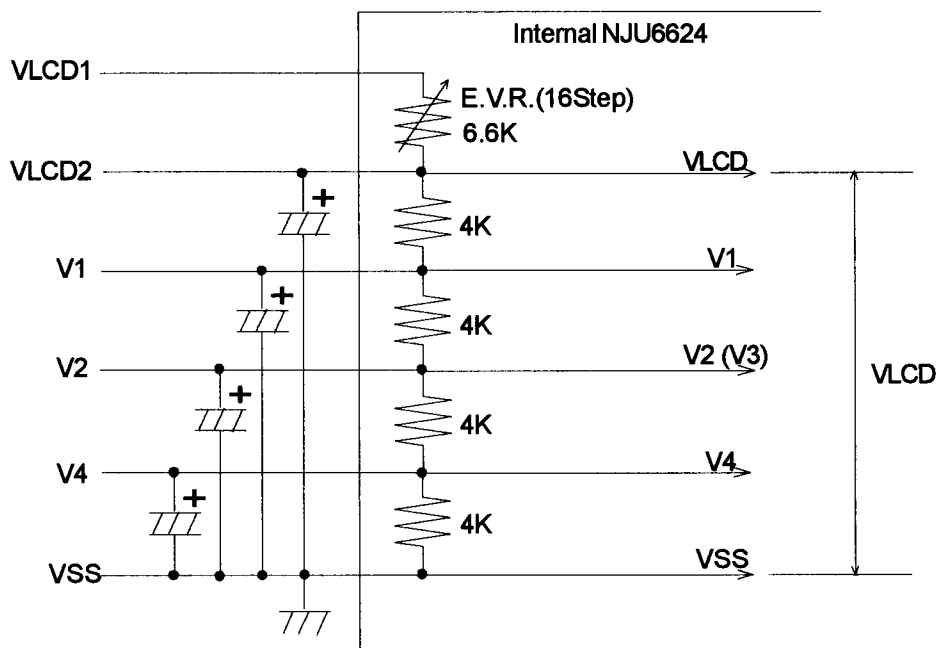 Internal NJU6624
VLCD1
E.V.R.(16Step)
6.6K
VLCD2
VLCD
+
4K
V1
V1
+
4K
V2
V2 (V3)
VLCD
+
4K
V4
V4
+
4K
VSS
VSS